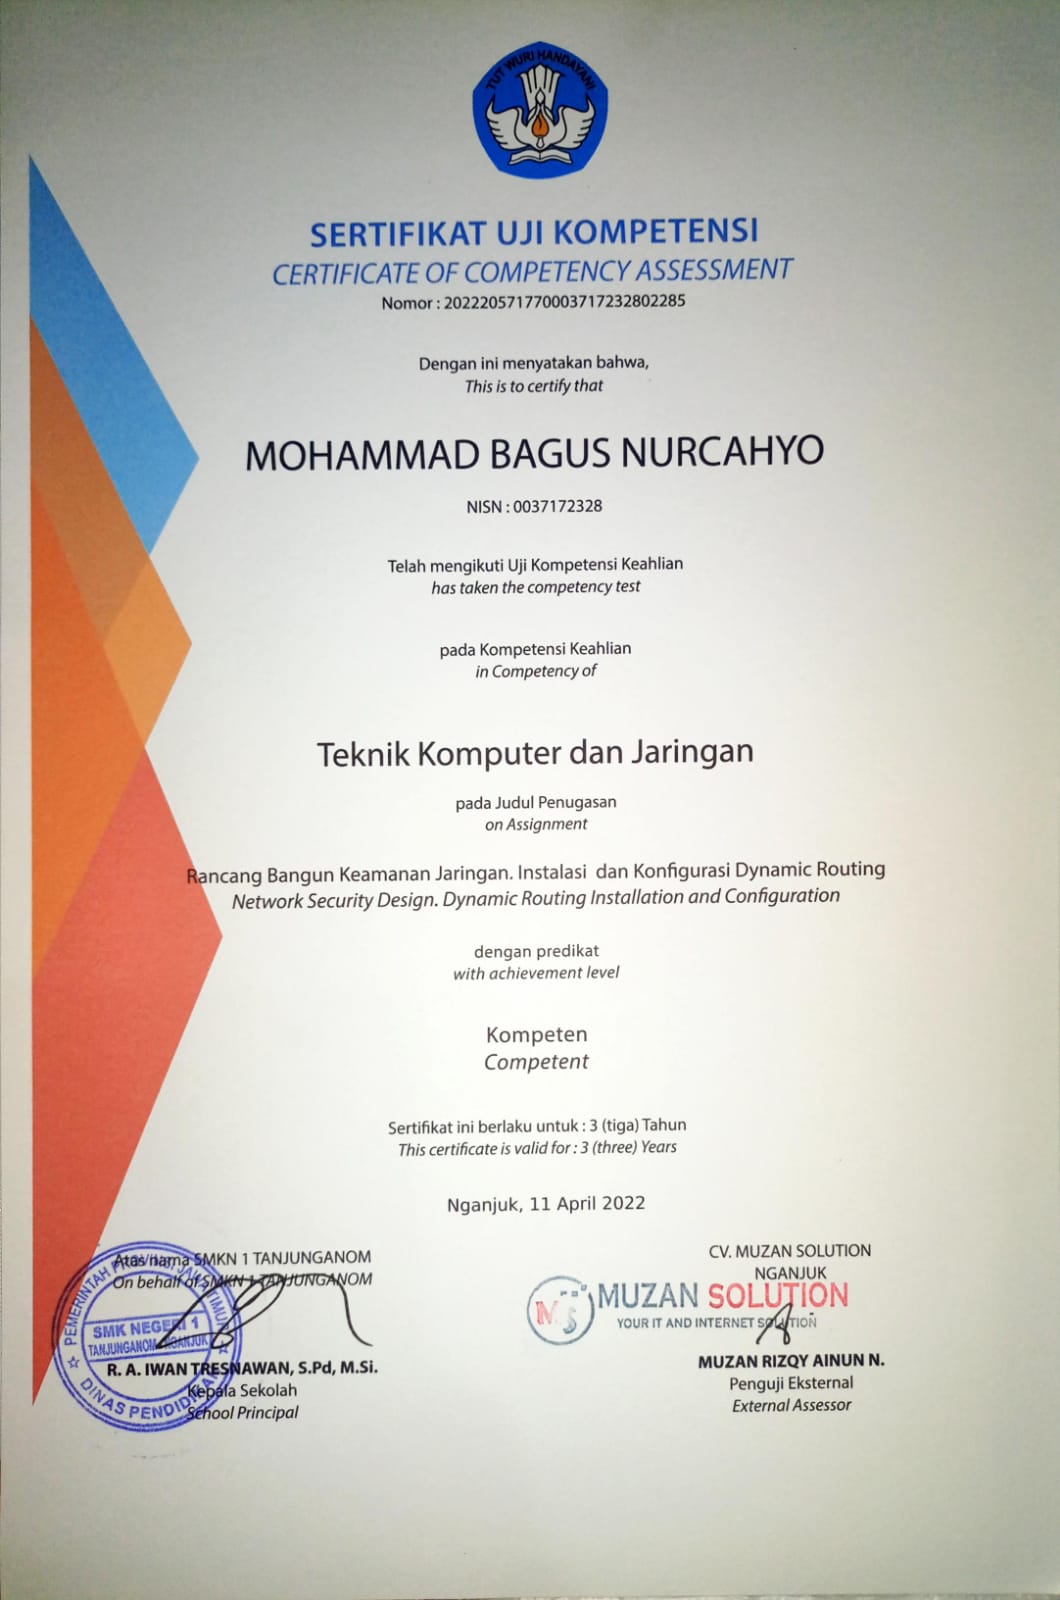 TUT WURI HANDAYANI
SERTIFIKAT UJI KOMPETENSI
CERTIFICATE OF COMPETENCY ASSESSMENT
Nomor : 2022205717700037172328​02285
Dengan ini menyatakan bahwa,
This is to certify that
MOHAMMAD BAGUS NURCAHYO
NISN : 0037172328
Telah mengikuti Uji Kompetensi Keahlian
has taken the competency test
pada Kompetensi Keahlian
in Competency of
Teknik Komputer dan Jaringan
pada Judul Penugasan
on Assignment
Rancang Bangun Keamanan Jaringan. Instalasi dan Konfigurasi Dynamic Routing
Network Security Design. Dynamic Routing Installation and Configuration
dengan predikat
with achievement level
Kompeten
Competent
Sertifikat ini berlaku untuk : 3 (tiga) Tahun
This certificate is valid for : 3 (three) Years
Nganjuk, 11 April 2022
Atas nama SMKN 1 TANJUNGANOM
On behalf of SMKN 1 TANJUNGANOM
PEMERINTAH PROVINSI JAWA TIMUR
SMK NEGERI 1
TANJUNGANOM NGANJUK
DINAS PENDIDIKAN
R. A. IWAN TRESNAWAN, S.Pd, M.Si.
Kepala Sekolah
School Principal
CV. MUZAN SOLUTION
NGANJUK
MS
MUZAN SOLUTION
YOUR IT AND INTERNET SOLUTION
MUZAN RIZQY AINUN N.
Penguji Eksternal
External Assessor